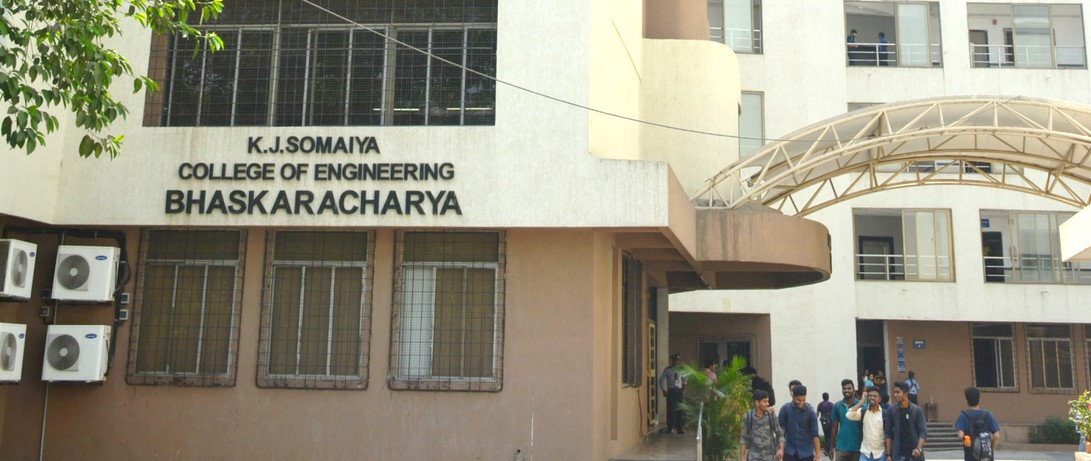 K.J.SOMAIYA
COLLEGE OF ENGINEERING
BHASKARACHARYA